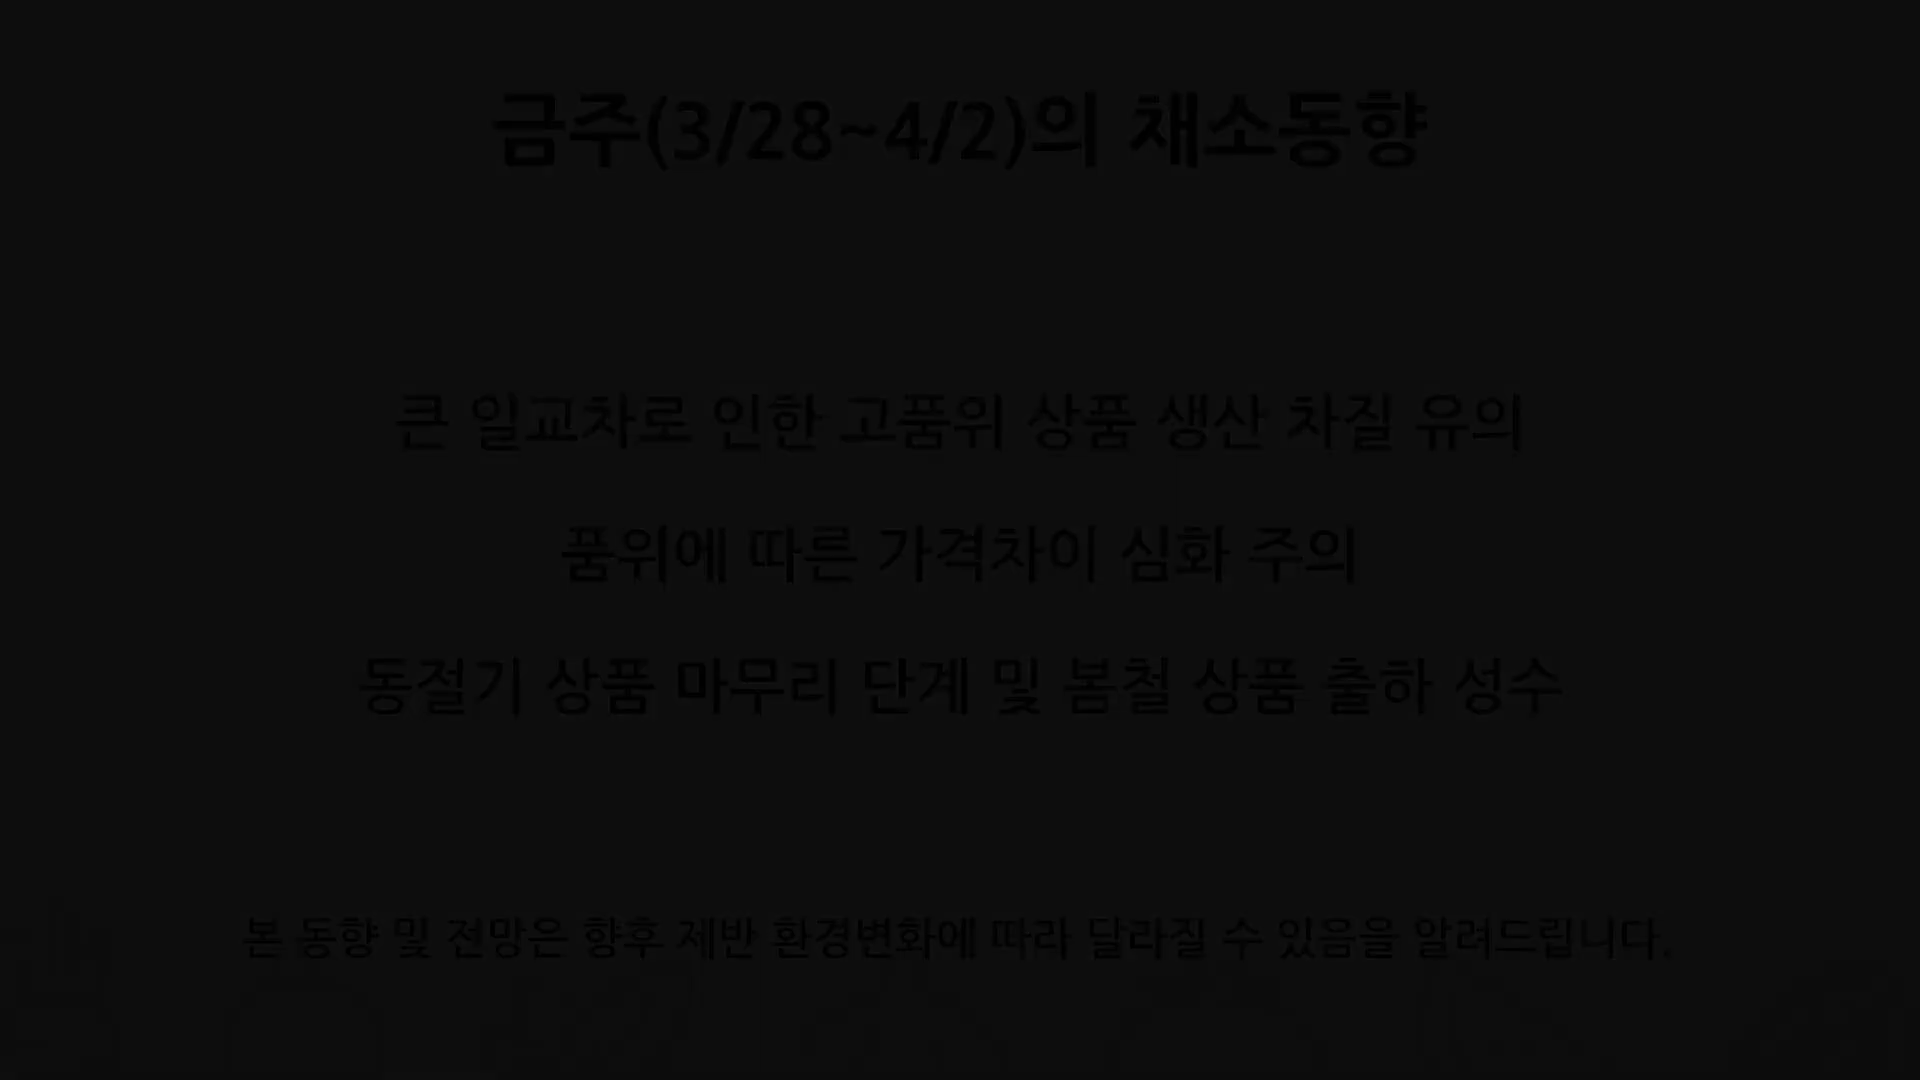 금주(3/28~4/2)의 채소동향
큰 일교차로 인한 고품위 상품 생산 차질 유의
품위에 따른 가격차이 심화 주의
동절기 상품 마무리 단계 및 봄철 상품 출하 성수
본 동향 및 전망은 향후 제반 환경변화에 따라 달라질 수 있음을 알려드립니다.